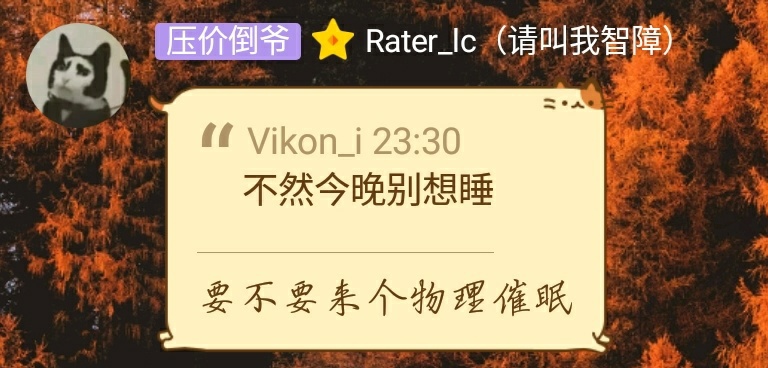 压价倒爷 Rater_lc（请叫我智障）
“ Vikon_i 23:30
不然今晚别想睡
要不要来个物理催眠